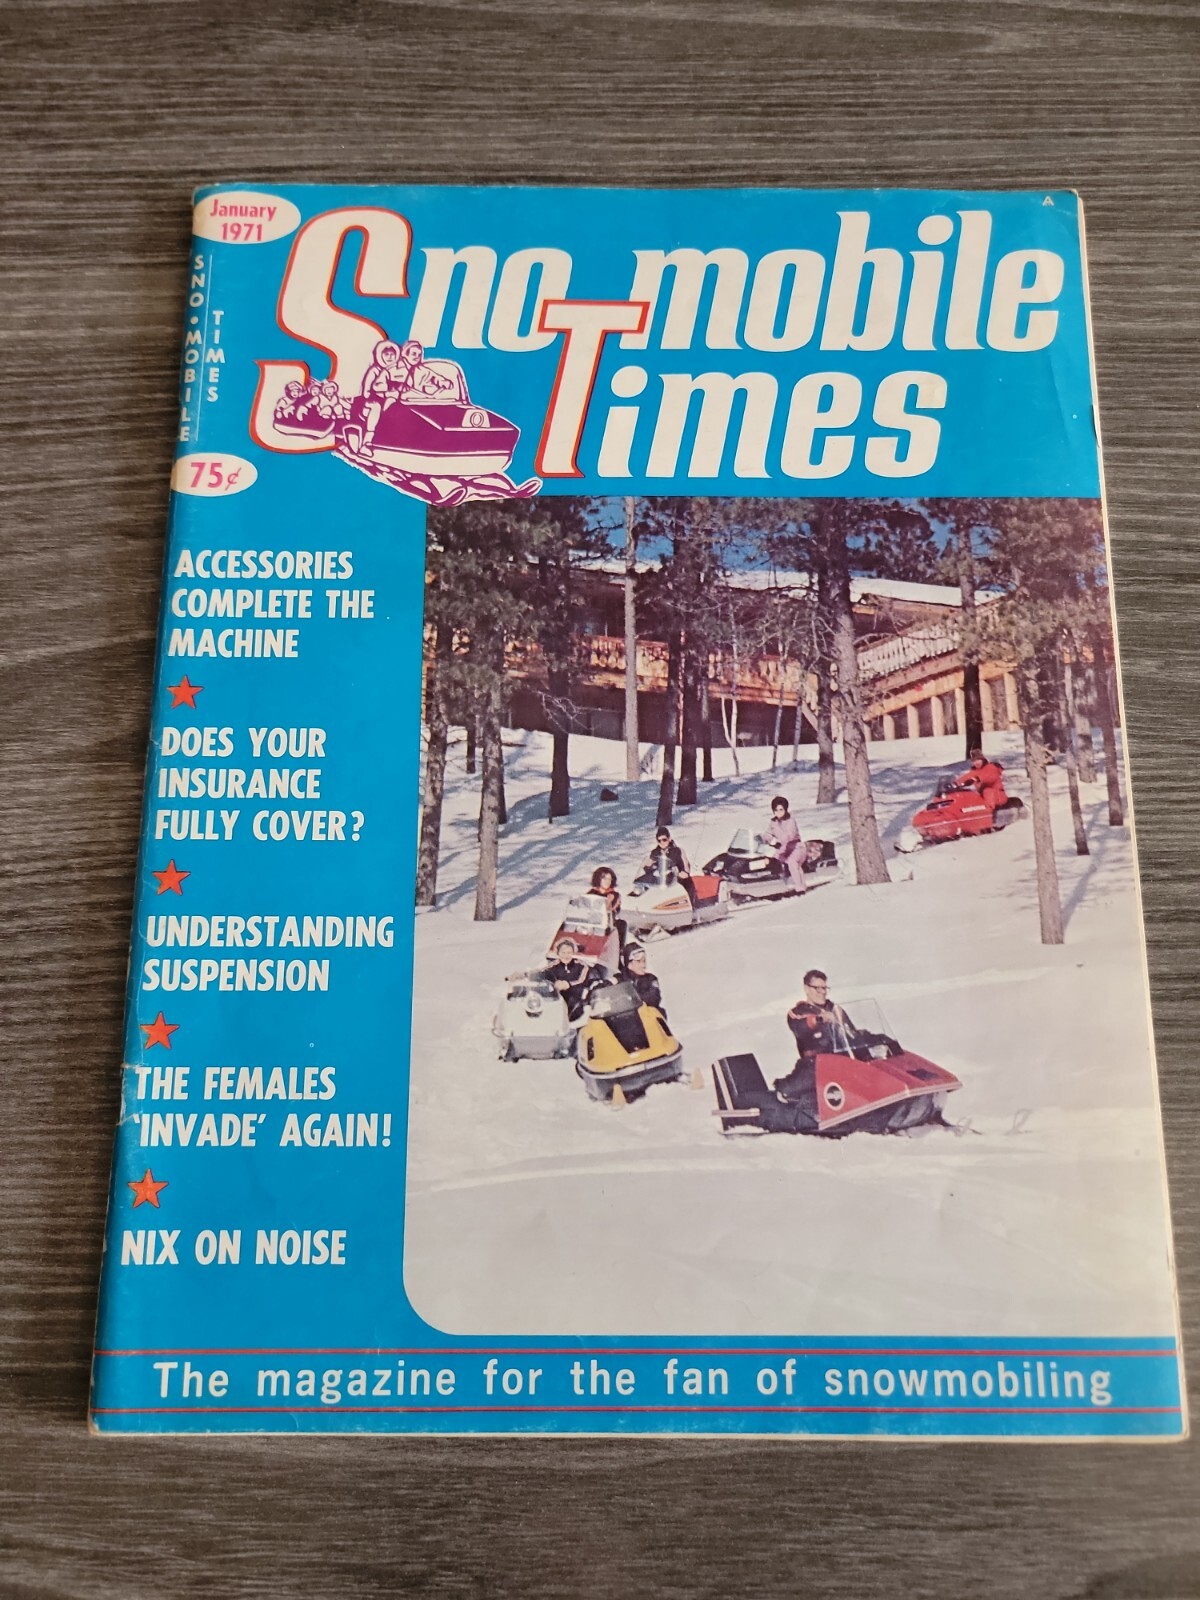 January
1971
Sno mobile
Times
SNO•MOBILE
TIMES
75¢
A
ACCESSORIES
COMPLETE THE
MACHINE
DOES YOUR
INSURANCE
FULLY COVER?
UNDERSTANDING
SUSPENSION
THE FEMALES
'INVADE' AGAIN!
NIX ON NOISE
The magazine for the fan of snowmobiling